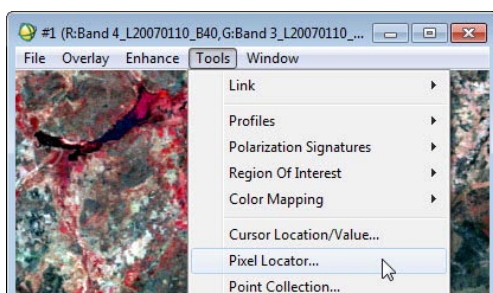 #1 (R:Band 4_L20070110_B40,G:Band 3_L20070110_...
File Overlay Enhance Tools Window
Link
Profiles
Polarization Signatures
Region Of Interest
Color Mapping
Cursor Location/Value...
Pixel Locator...
Point Collection...